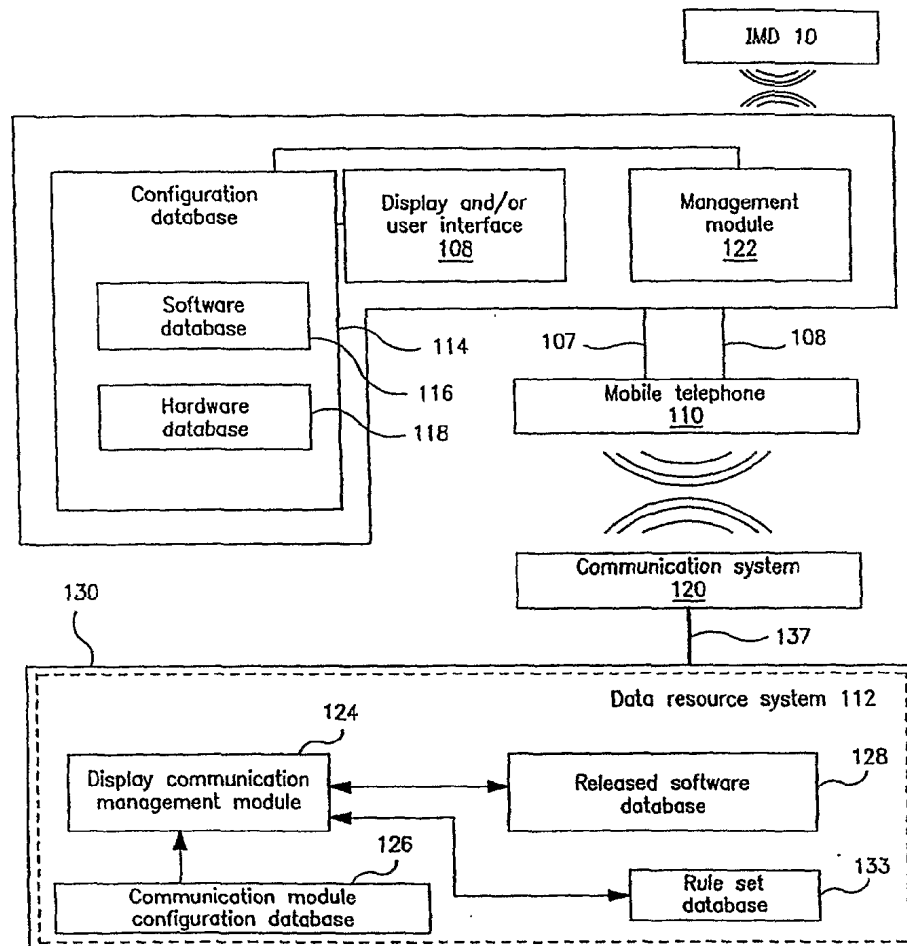 IMD 10
Configuration
database
Display and/or
user interface
108
Management
module
122
Software
database
114
107
108
116
Mobile telephone
110
Hardware
database
118
Communication system
120
130
137
Data resource system 112
124
Display communication
management module
Released software
database
128
126
Communication module
configuration database
Rule set
database
133